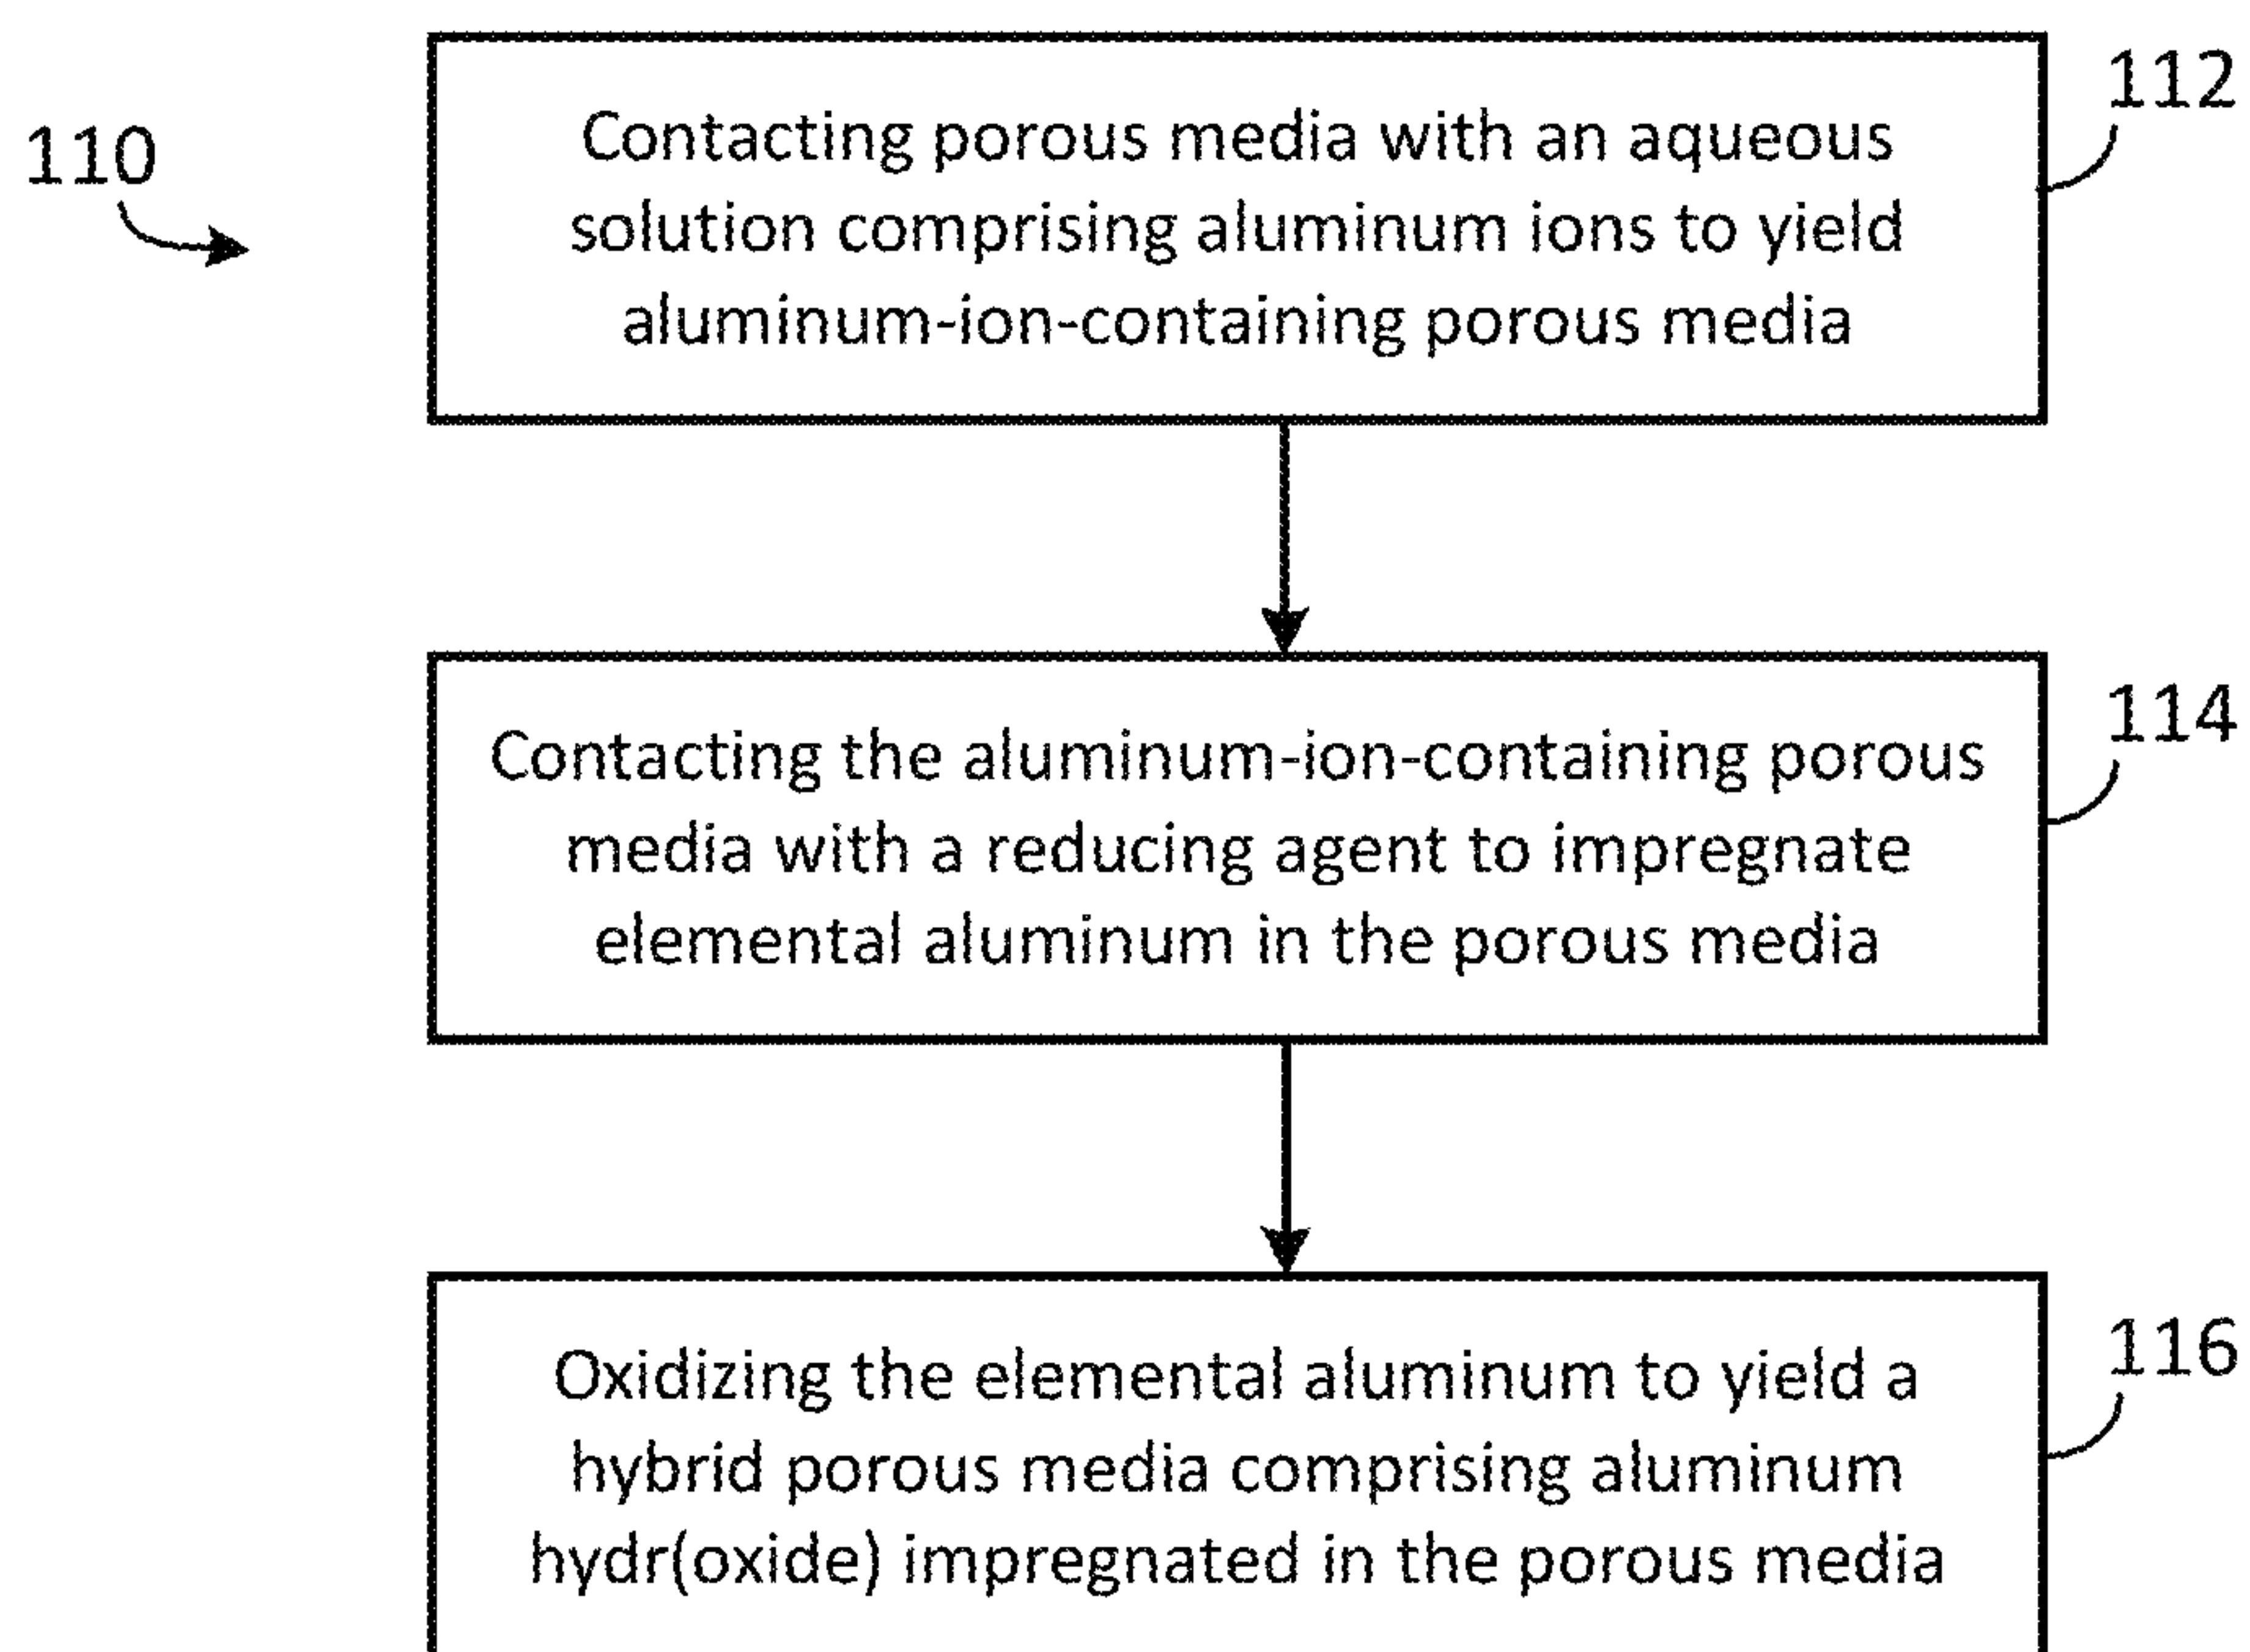 110
112
Contacting porous media with an aqueous
solution comprising aluminum ions to yield
aluminum-ion-containing porous media
114
Contacting the aluminum-ion-containing porous
media with a reducing agent to impregnate
elemental aluminum in the porous media
116
Oxidizing the elemental aluminum to yield a
hybrid porous media comprising aluminum
hydr(oxide) impregnated in the porous media